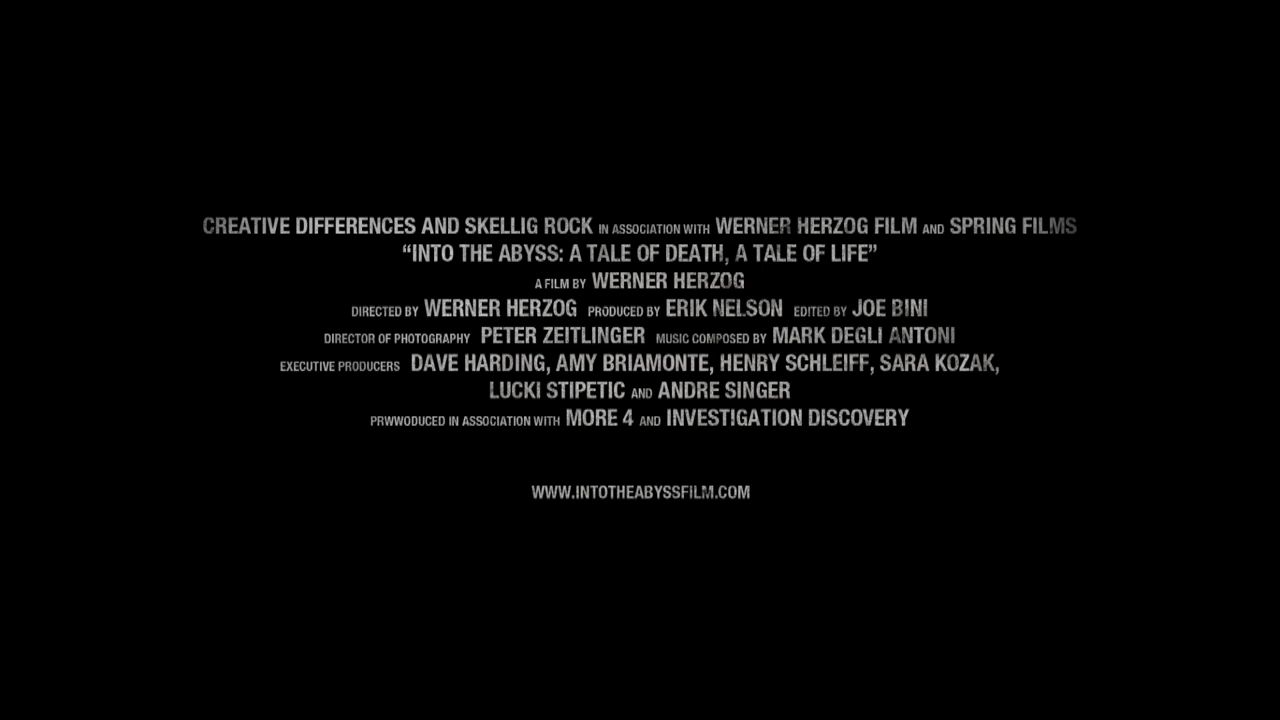 CREATIVE DIFFERENCES AND SKELLIG ROCK IN ASSOCIATION WITH WERNER HERZOG FILM AND SPRING FILMS
“INTO THE ABYSS: A TALE OF DEATH, A TALE OF LIFE”
A FILM BY WERNER HERZOG
DIRECTED BY WERNER HERZOG PRODUCED BY ERIK NELSON EDITED BY JOE BINI
DIRECTOR OF PHOTOGRAPHY PETER ZEITLINGER MUSIC COMPOSED BY MARK DEGLI ANTONI
EXECUTIVE PRODUCERS DAVE HARDING, AMY BRIAMONTE, HENRY SCHLEIFF, SARA KOZAK,
LUCKI STIPETIC AND ANDRE SINGER
PRWWODUCED IN ASSOCIATION WITH MORE 4 AND INVESTIGATION DISCOVERY
WWW.INTOTHEABYSSFILM.COM